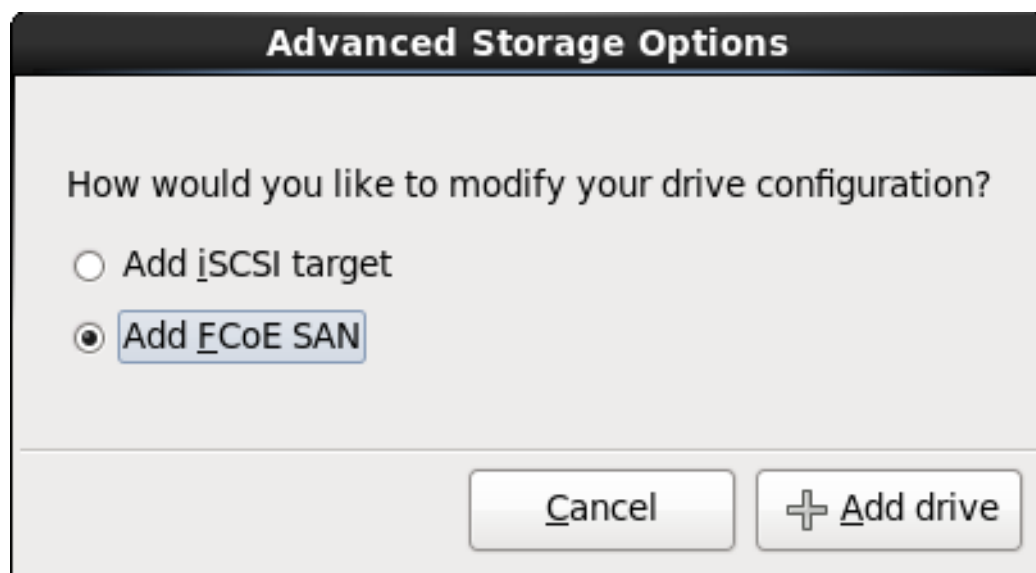 Advanced Storage Options
How would you like to modify your drive configuration?
Add iSCSI target
Add FCoE SAN
Cancel
Add drive